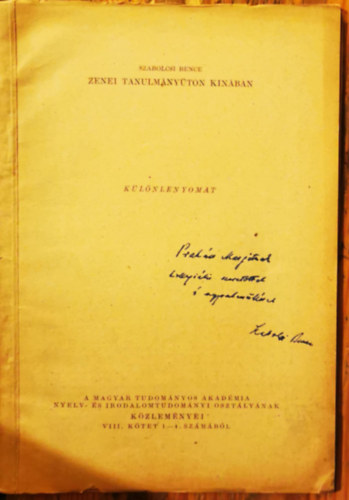 SZABOLCSI BENCE
ZENEI TANULMÁNYÚTON KÍNÁBAN
KÜLÖNLENYOMAT
A MAGYAR TUDOMÁNYOS AKADÉMIA
NYELV- ÉS IRODALOMTUDOMÁNYI OSZTÁLYÁNAK
KÖZLEMÉNYEI
VIII. KÖTET 1—4. SZÁMÁBÓL